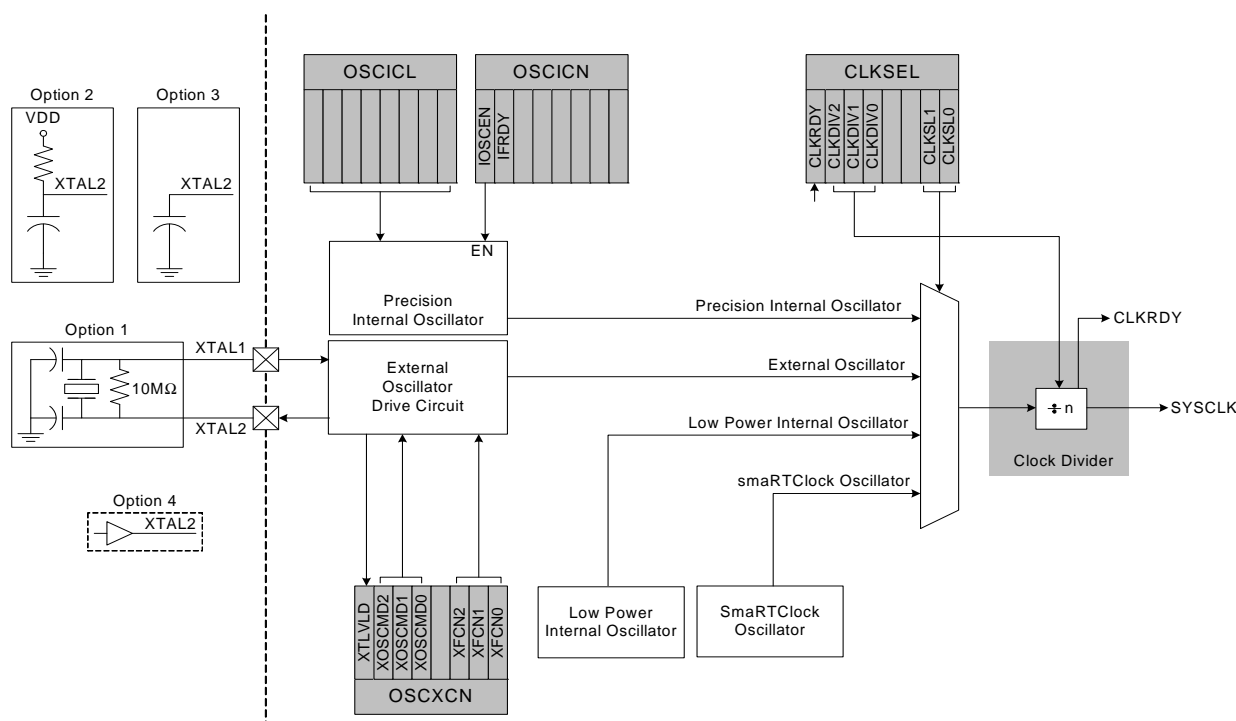 OSCICL
OSCICN
CLKSEL
IOSCEN
IFRDY
CLKRDY
CLKDIV2
CLKDIV1
CLKDIV0
CLKSL1
CLKSL0
Option 2
VDD
XTAL2
Option 3
XTAL2
EN
Precision
Internal Oscillator
Precision Internal Oscillator
CLKRDY
Option 1
10MΩ
XTAL1
XTAL2
External
Oscillator
Drive Circuit
External Oscillator
÷ n
SYSCLK
Clock Divider
Low Power Internal Oscillator
smaRTClock Oscillator
Option 4
XTAL2
XTLVLD
XOSCMD2
XOSCMD1
XOSCMD0
XFCN2
XFCN1
XFCN0
OSCXCN
Low Power
Internal Oscillator
SmaRTClock
Oscillator